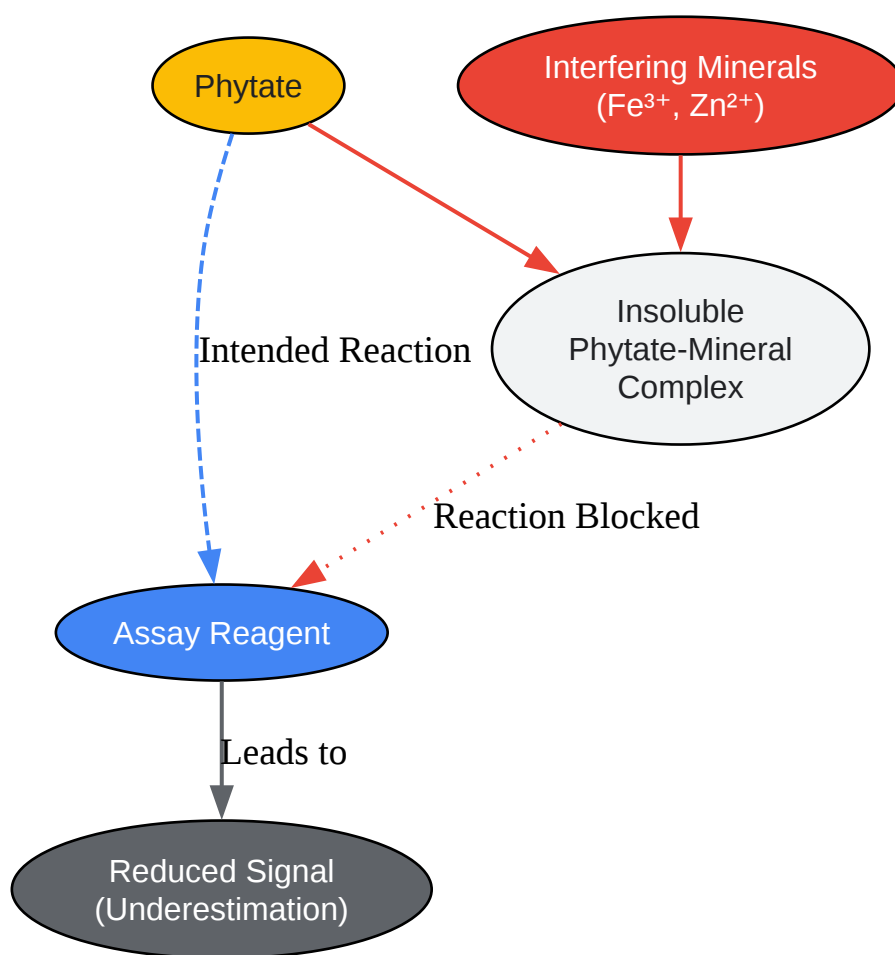 Phytate
Interfering Minerals
(Fe³⁺, Zn²⁺)
Insoluble
Phytate-Mineral
Complex
Intended Reaction
Reaction Blocked
Assay Reagent
Leads to
Reduced Signal
(Underestimation)